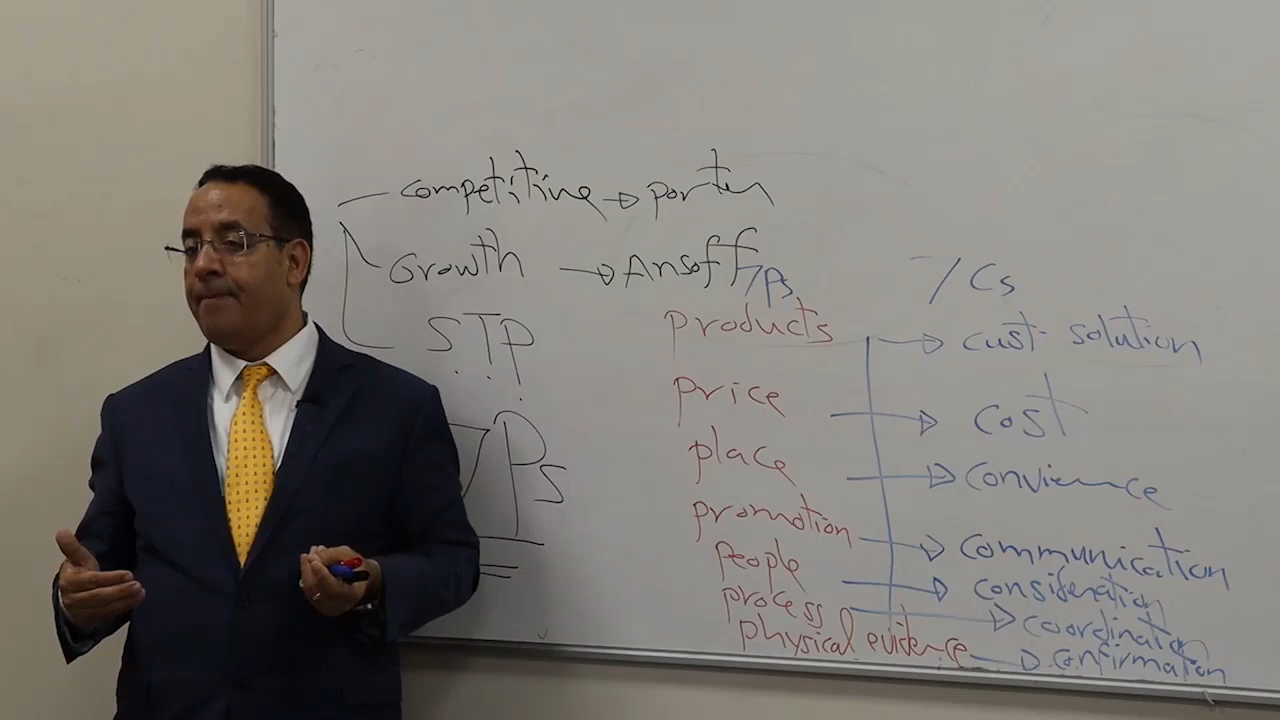 competitive → porter
Growth → Ansoff
S.T.P.
7Ps
7Ps
7Cs
products → cust. solution
price → cost
place → convience
promotion → communication
people → consideration
process → coordination
physical evidence → confirmation